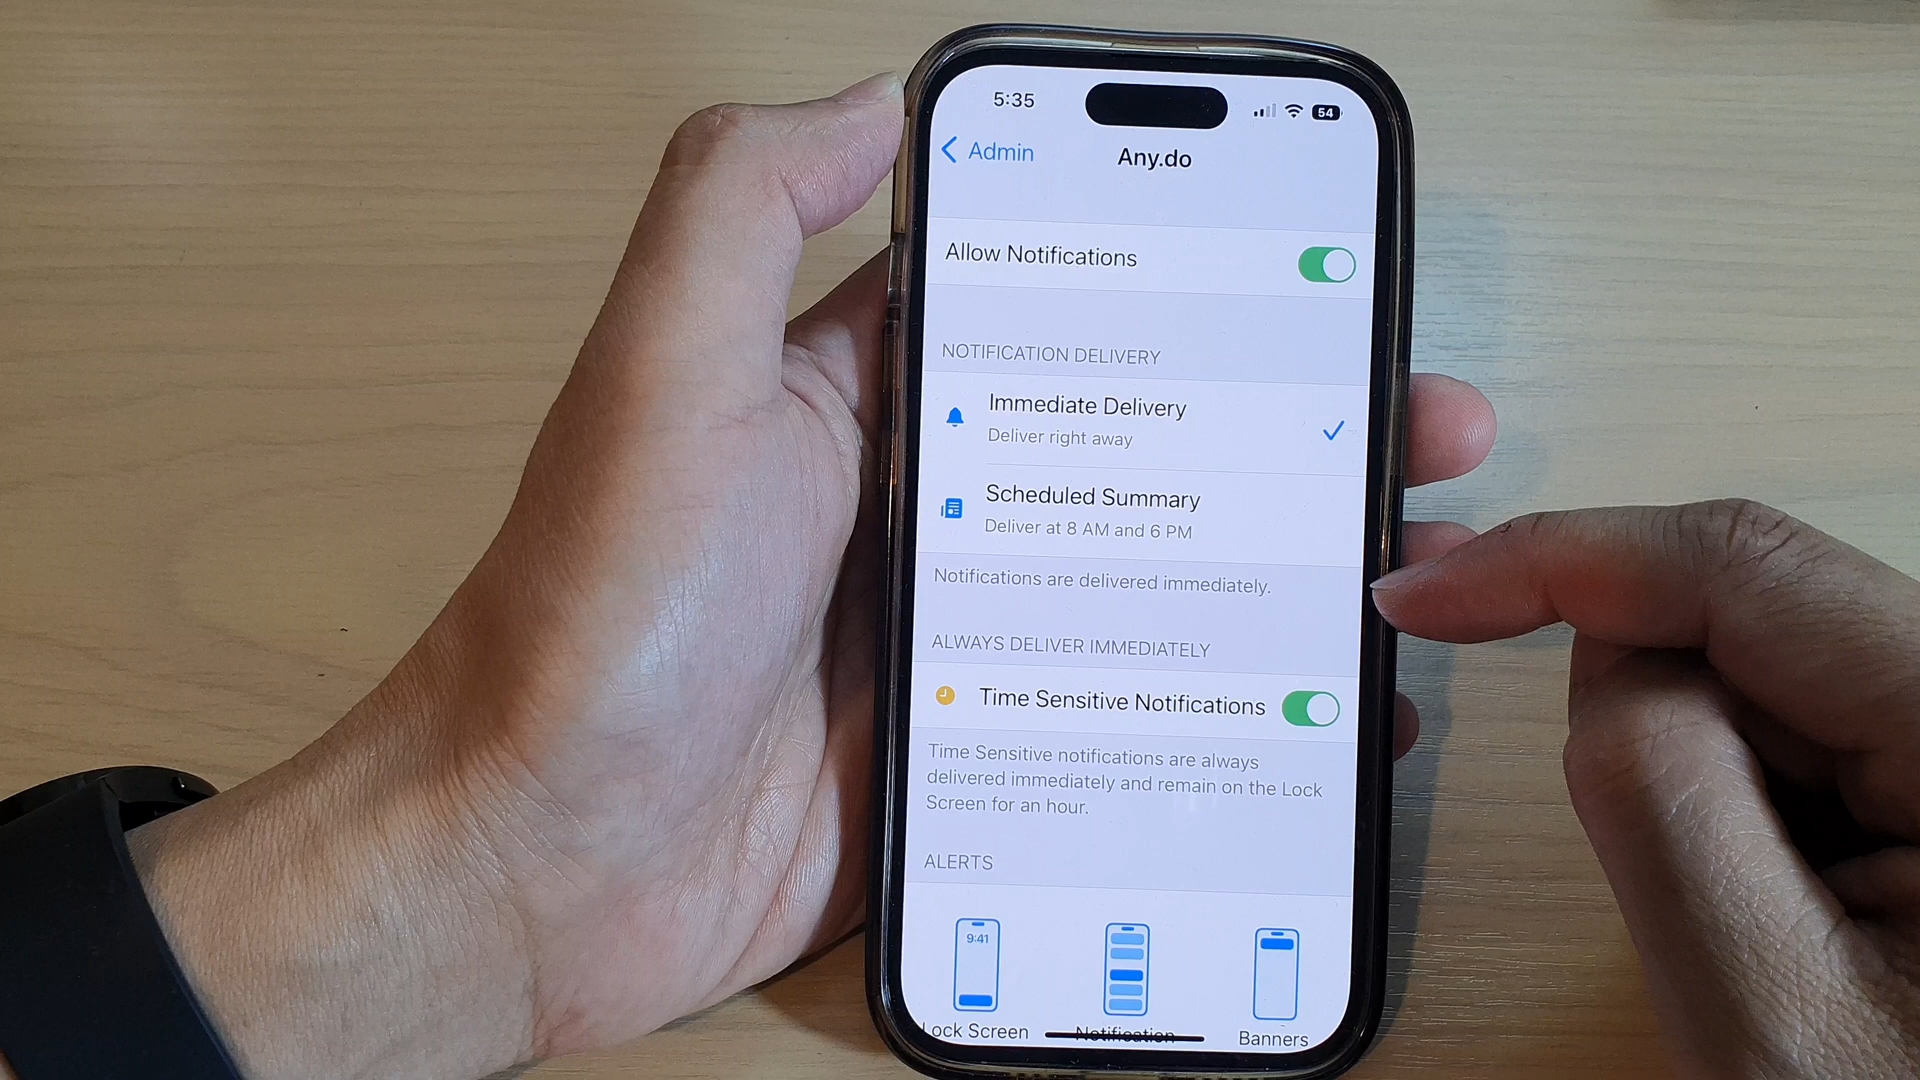 5:35
54
Admin
Any.do
Allow Notifications
NOTIFICATION DELIVERY
Immediate Delivery
Deliver right away
Scheduled Summary
Deliver at 8 AM and 6 PM
Notifications are delivered immediately.
ALWAYS DELIVER IMMEDIATELY
Time Sensitive Notifications
Time Sensitive notifications are always
delivered immediately and remain on the Lock
Screen for an hour.
ALERTS
9:41
Lock Screen
Notification
Banners